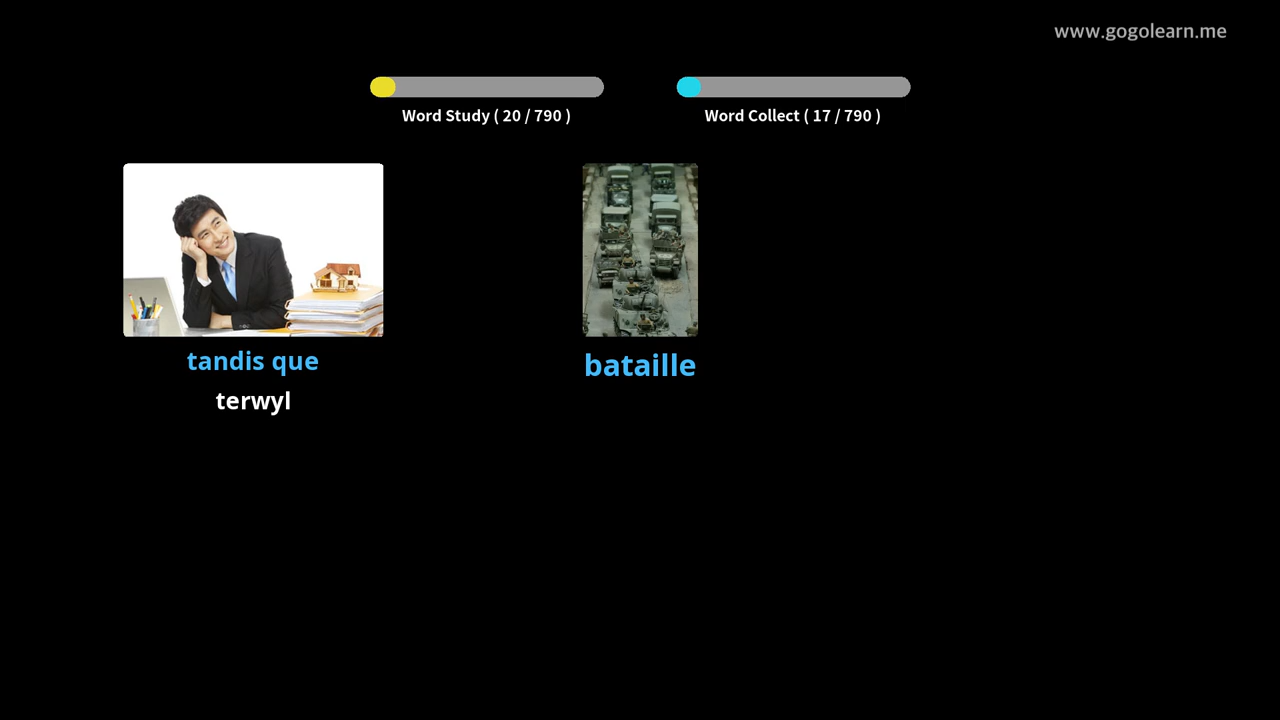 www.gogolearn.me
Word Study ( 20 / 790 )
Word Collect ( 17 / 790 )
tandis que
terwyl
bataille